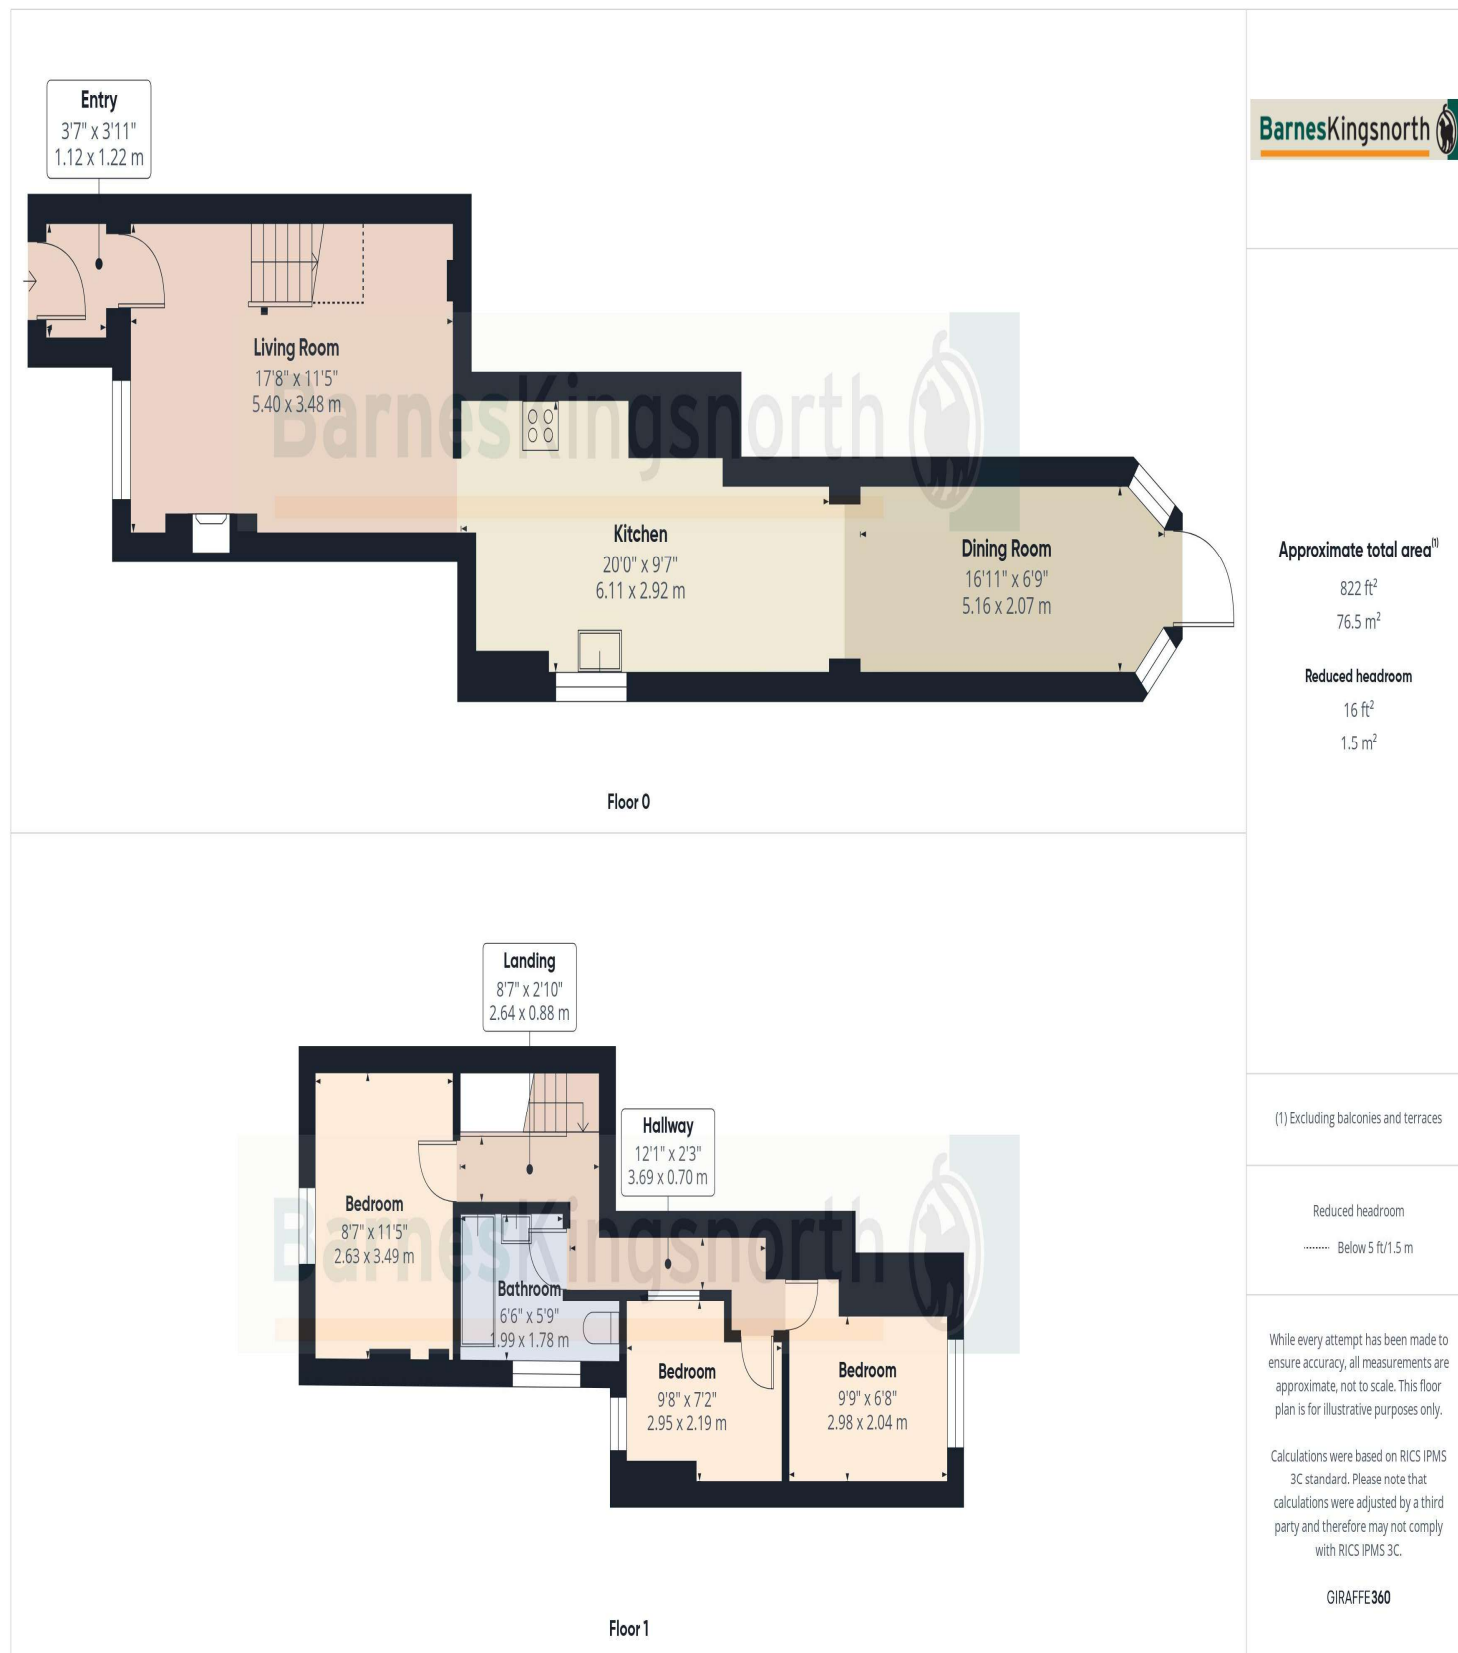 Entry
3'7" x 3'11"
1.12 x 1.22 m
Living Room
17'8" x 11'5"
5.40 x 3.48 m
Kitchen
20'0" x 9'7"
6.11 x 2.92 m
Dining Room
16'11" x 6'9"
5.16 x 2.07 m
BarnesKingsnorth
Floor 0
Landing
8'7" x 2'10"
2.64 x 0.88 m
Hallway
12'1" x 2'3"
3.69 x 0.70 m
Bedroom
8'7" x 11'5"
2.63 x 3.49 m
Bathroom
6'6" x 5'9"
1.99 x 1.78 m
Bedroom
9'8" x 7'2"
2.95 x 2.19 m
Bedroom
9'9" x 6'8"
2.98 x 2.04 m
BarnesKingsnorth
Floor 1
BarnesKingsnorth
Approximate total area(1)
822 ft²
76.5 m²
Reduced headroom
16 ft²
1.5 m²
(1) Excluding balconies and terraces
Reduced headroom
Below 5 ft/1.5 m
While every attempt has been made to
ensure accuracy, all measurements are
approximate, not to scale. This floor
plan is for illustrative purposes only.
Calculations were based on RICS IPMS
3C standard. Please note that
calculations were adjusted by a third
party and therefore may not comply
with RICS IPMS 3C.
GIRAFFE360